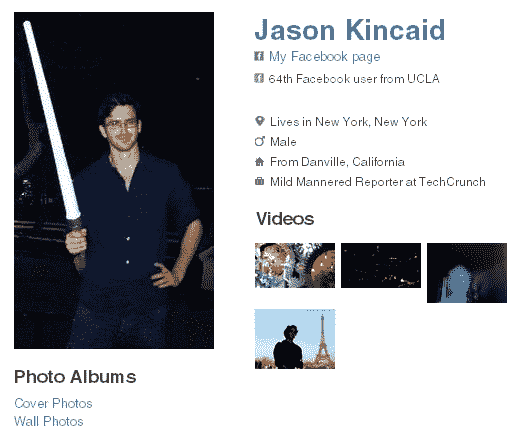 Jason Kincaid
My Facebook page
64th Facebook user from UCLA
Lives in New York, New York
Male
From Danville, California
Mild Mannered Reporter at TechCrunch
Videos
Photo Albums
Cover Photos
Wall Photos